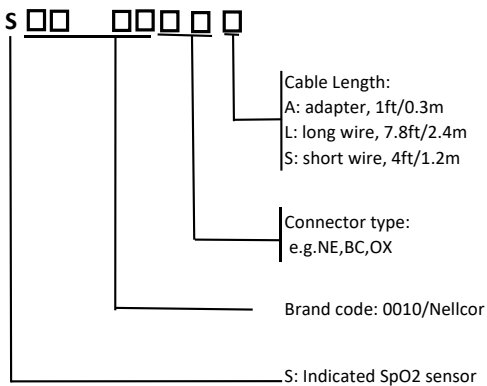 S□□ □□□□□
Cable Length:
A: adapter, 1ft/0.3m
L: long wire, 7.8ft/2.4m
S: short wire, 4ft/1.2m
Connector type:
e.g.NE,BC,OX
Brand code: 0010/Nellcor
S: Indicated SpO2 sensor